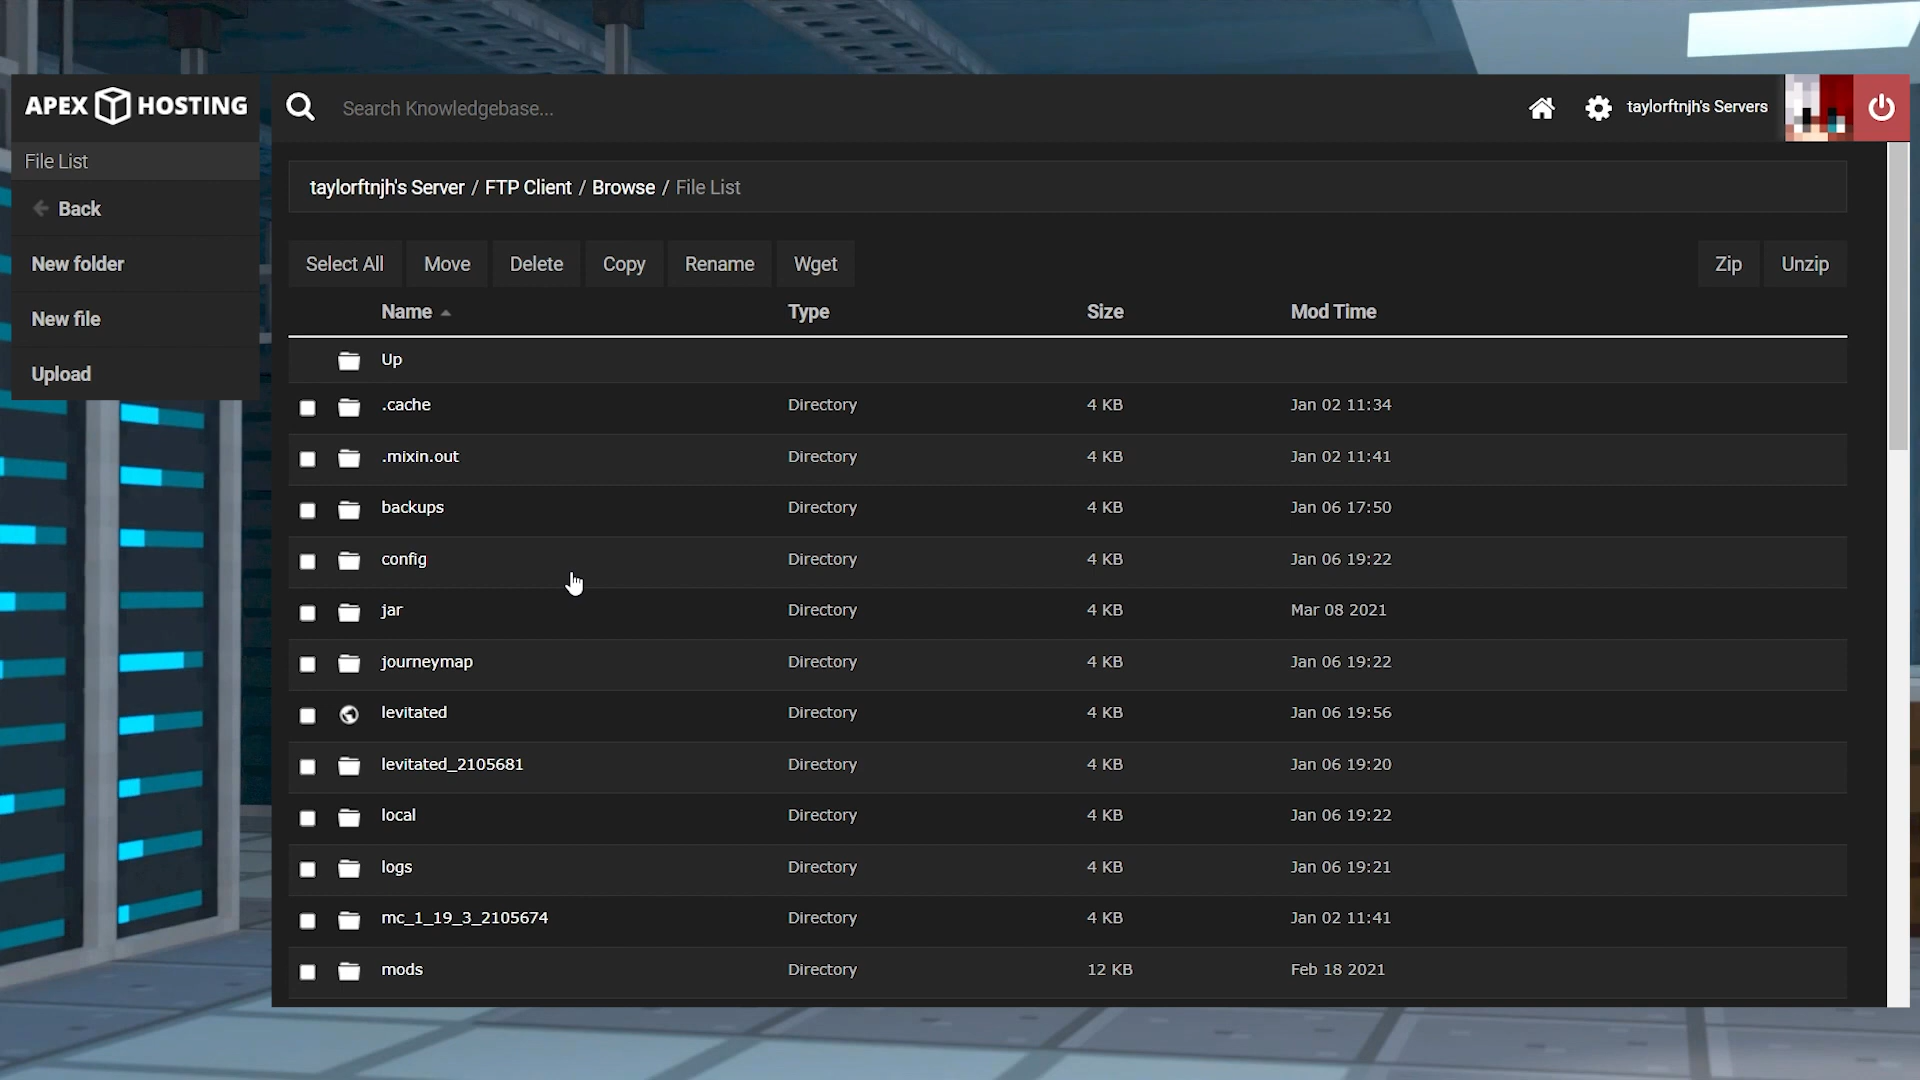 APEX HOSTING
Search Knowledgebase...
taylorftnjh's Servers
File List
Back
New folder
New file
Upload
taylorftnjh's Server / FTP Client / Browse / File List
Select All Move Delete Copy Rename Wget Zip Unzip
Name Type Size Mod Time
Up
.cache Directory 4 KB Jan 02 11:34
.mixin.out Directory 4 KB Jan 02 11:41
backups Directory 4 KB Jan 06 17:50
config Directory 4 KB Jan 06 19:22
jar Directory 4 KB Mar 08 2021
journeymap Directory 4 KB Jan 06 19:22
levitated Directory 4 KB Jan 06 19:56
levitated_2105681 Directory 4 KB Jan 06 19:20
local Directory 4 KB Jan 06 19:22
logs Directory 4 KB Jan 06 19:21
mc_1_19_3_2105674 Directory 4 KB Jan 02 11:41
mods Directory 12 KB Feb 18 2021